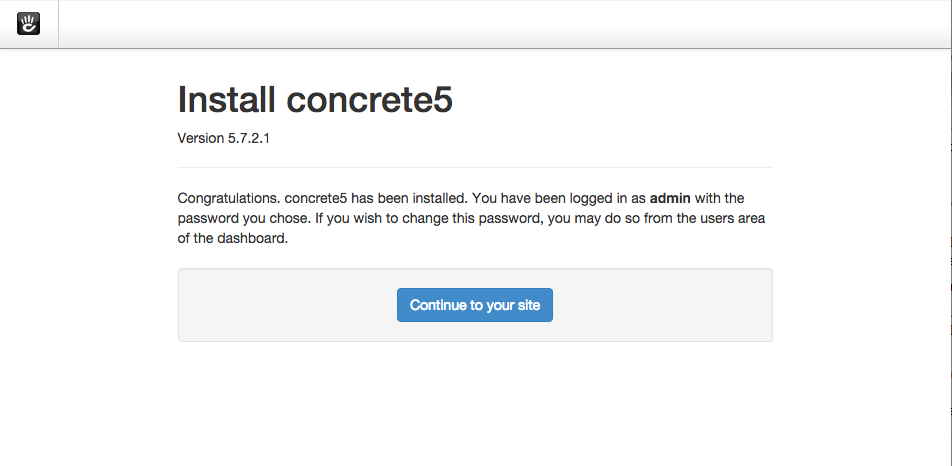 Install concrete5
Version 5.7.2.1
Congratulations. concrete5 has been installed. You have been logged in as admin with the
password you chose. If you wish to change this password, you may do so from the users area
of the dashboard.
Continue to your site